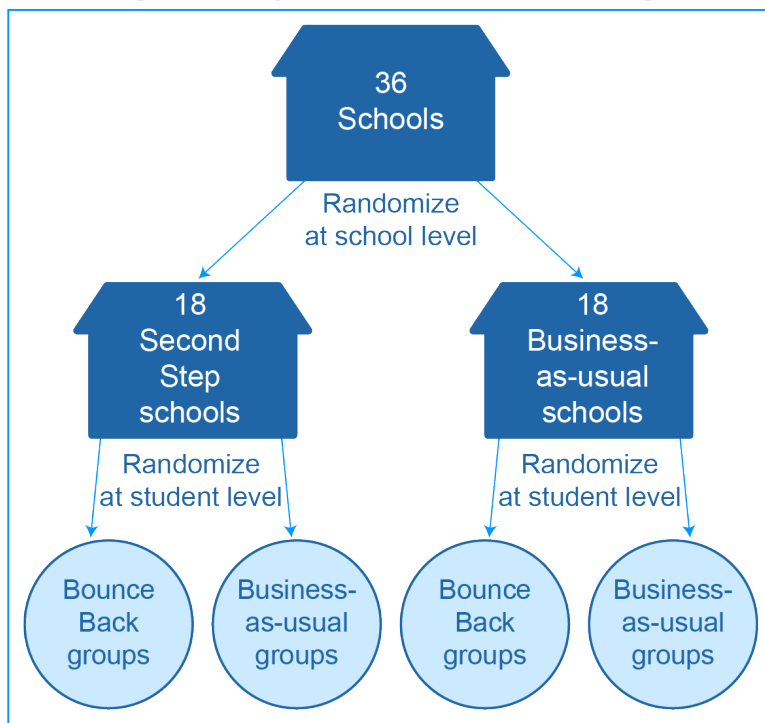 36
Schools
Randomize
at school level
18
Second
Step
schools
18
Business-
as-usual
schools
Randomize
at student level
Randomize
at student level
Bounce
Back
groups
Business-
as-usual
groups
Bounce
Back
groups
Business-
as-usual
groups